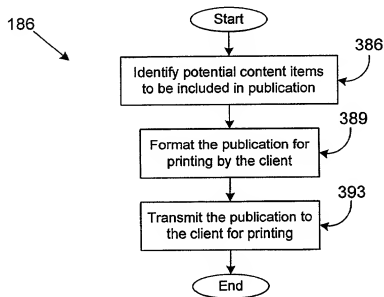 Start
186
386
Identify potential content items
to be included in publication
389
Format the publication for
printing by the client
393
Transmit the publication to
the client for printing
End